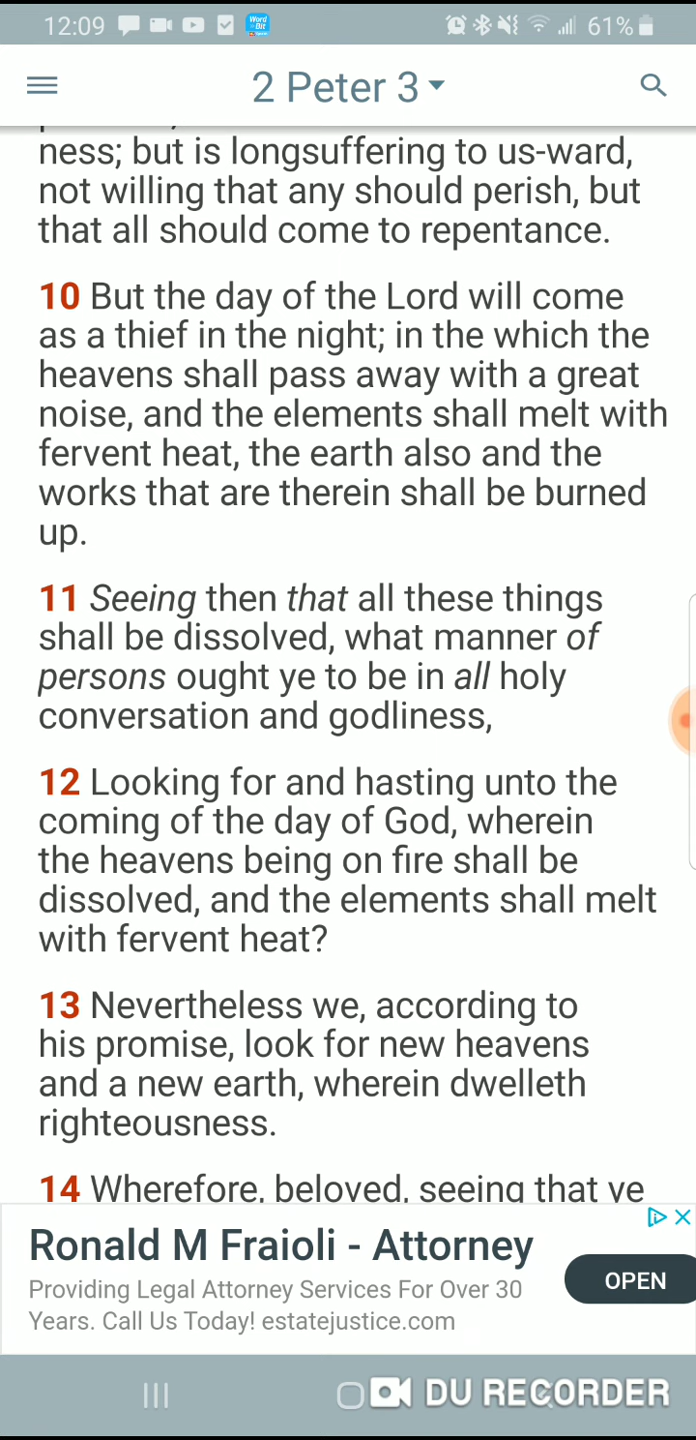 12:09
Word
Bit
61%
2 Peter 3
ness; but is longsuffering to us-ward,
not willing that any should perish, but
that all should come to repentance.
10 But the day of the Lord will come
as a thief in the night; in the which the
heavens shall pass away with a great
noise, and the elements shall melt with
fervent heat, the earth also and the
works that are therein shall be burned
up.
11 Seeing then that all these things
shall be dissolved, what manner of
persons ought ye to be in all holy
conversation and godliness,
12 Looking for and hasting unto the
coming of the day of God, wherein
the heavens being on fire shall be
dissolved, and the elements shall melt
with fervent heat?
13 Nevertheless we, according to
his promise, look for new heavens
and a new earth, wherein dwelleth
righteousness.
14 Wherefore, beloved, seeing that ye
Ronald M Fraioli - Attorney
Providing Legal Attorney Services For Over 30
Years. Call Us Today! estatejustice.com
OPEN
DU RECORDER